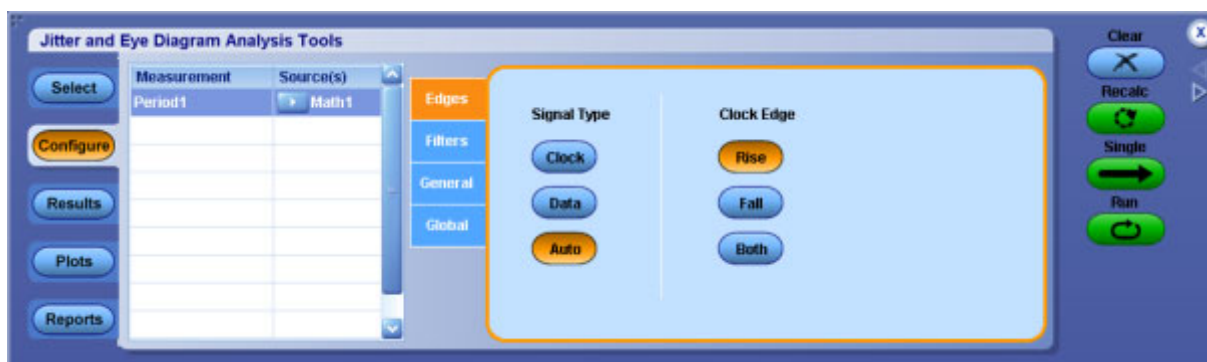 Jitter and Eye Diagram Analysis Tools
Select
Configure
Results
Plots
Reports
Measurement Source(s)
Period1 Math1
Edges
Filters
General
Global
Signal Type
Clock
Data
Auto
Clock Edge
Rise
Fall
Both
Clear
X
Recalc
Single
Run